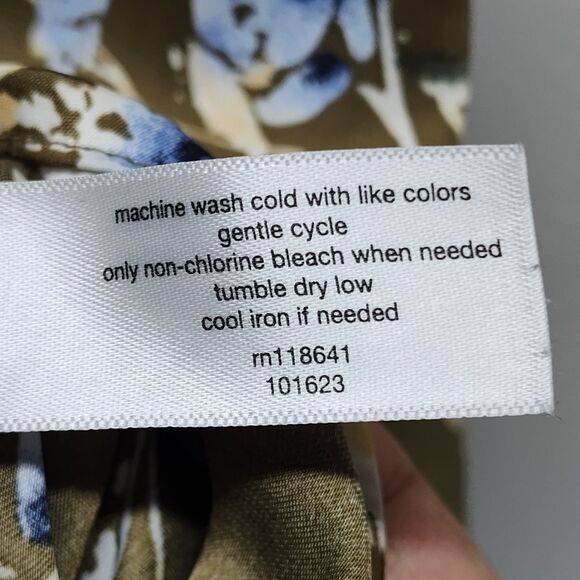 machine wash cold with like colors
gentle cycle
only non-chlorine bleach when needed
tumble dry low
cool iron if needed
rn118641
101623